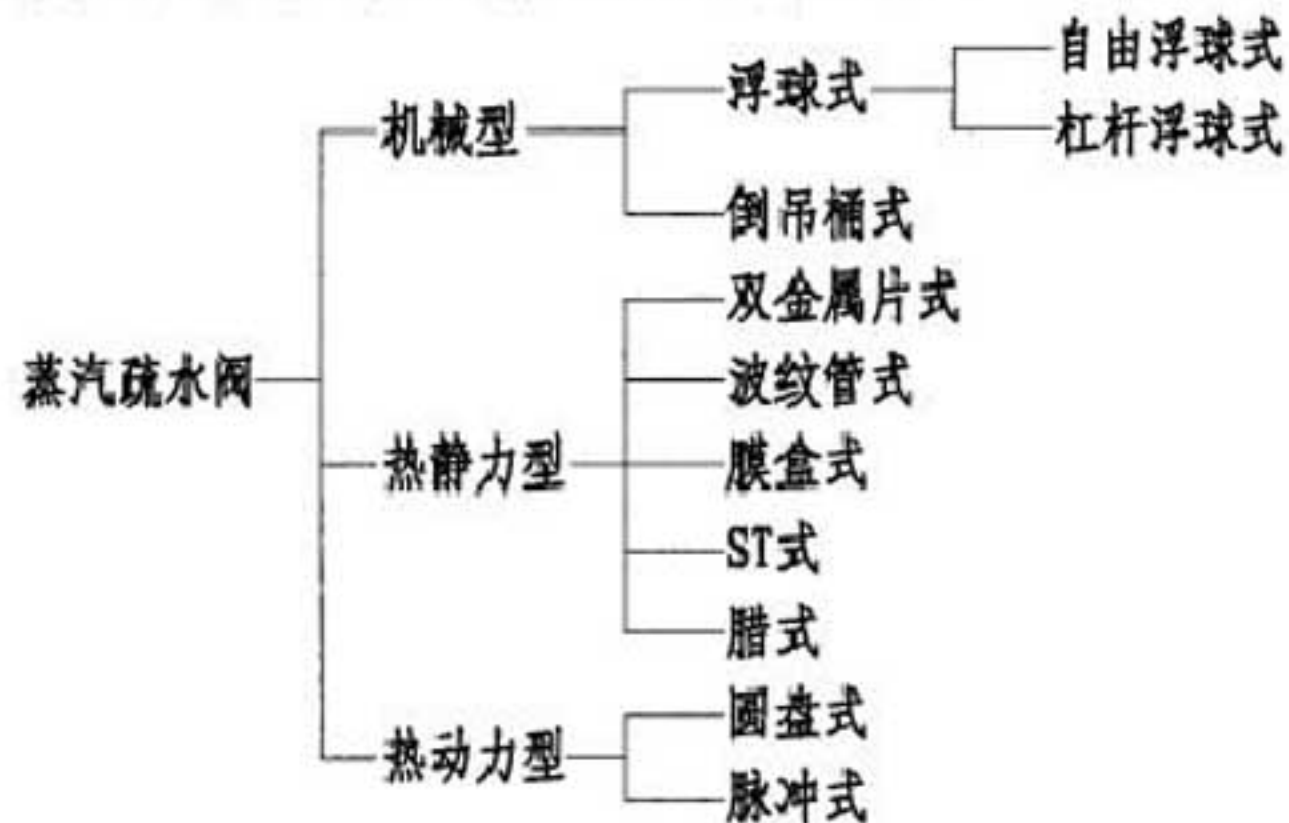 蒸汽疏水阀
机械型
浮球式
自由浮球式
杠杆浮球式
倒吊桶式
热静力型
双金属片式
波纹管式
膜盒式
ST式
腊式
热动力型
圆盘式
脉冲式